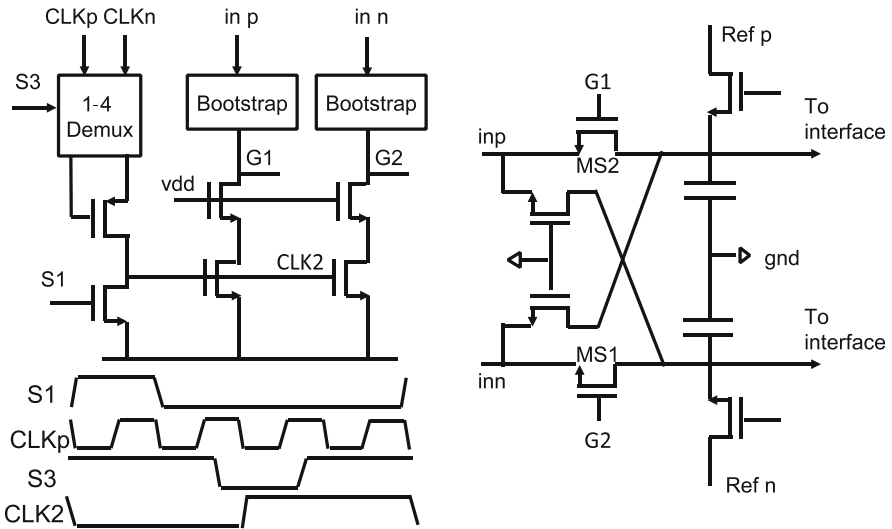 CLKp CLKn
in p
in n
S3
1-4
Demux
Bootstrap
Bootstrap
G1
G2
vdd
S1
CLK2
S1
CLKp
S3
CLK2
Ref p
G1
To
interface
inp
MS2
gnd
To
interface
MS1
inn
G2
Ref n